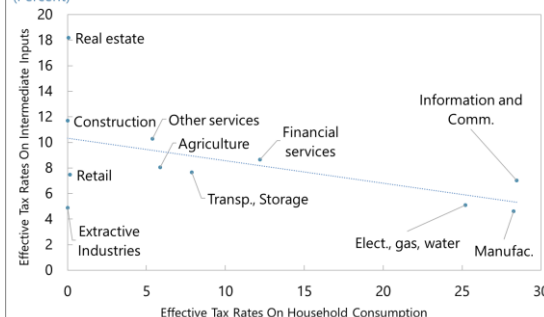 (Percent)
Effective Tax Rates On Intermediate Inputs
20
18
16
14
12
10
8
6
4
2
0
Real estate
Construction
Other services
Agriculture
Financial
services
Information and
Comm.
Retail
Transp., Storage
Extractive
Industries
Elect., gas, water
Manufac.
0
5
10
15
20
25
30
Effective Tax Rates On Household Consumption